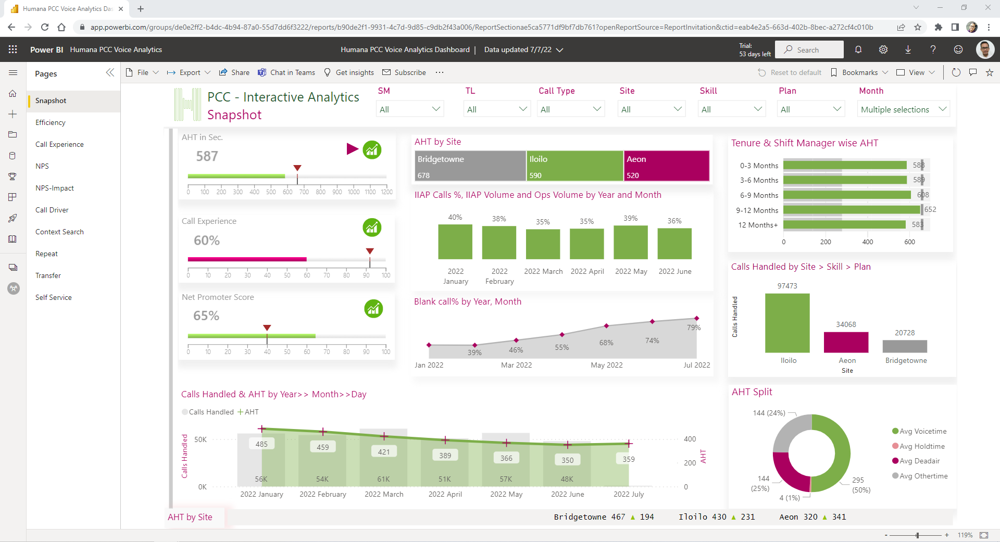 Humana PCC Voice Analytics Das
app.powerbi.com/groups/de0e2ff2-b4dc-4b94-87a0-55d7dd6f3222/reports/b90de2f1-9931-4c7d-9d85-c9db2f43a006/ReportSectionae5ca5771df9bf7db761?openReportSource=ReportInvitation&ctid=eab4e2a5-663d-402b-8bec-a272cf4c010b
Power BI Humana PCC Voice Analytics
Humana PCC Voice Analytics Dashboard | Data updated 7/7/22
Trial:
53 days left
Search
Pages
File Export Share Chat in Teams Get insights Subscribe ...
Reset to default Bookmarks View
Snapshot
Efficiency
Call Experience
NPS
NPS-Impact
Call Driver
Context Search
Repeat
Transfer
Self Service
PCC - Interactive Analytics
Snapshot
SM TL Call Type Site Skill Plan Month
All All All All All All Multiple selections
AHT in Sec.
587
0 100 200 300 400 500 600 700 800 900 1000 1100 1200
Call Experience
60%
0 10 20 30 40 50 60 70 80 90 100
Net Promoter Score
65%
0 10 20 30 40 50 60 70 80 90 100
AHT by Site
Bridgetowne Iloilo Aeon
678 590 520
IIAP Calls %, IIAP Volume and Ops Volume by Year and Month
40% 38% 35% 35% 39% 36%
2022 January 2022 February 2022 March 2022 April 2022 May 2022 June
Blank call% by Year, Month
39% 46% 55% 68% 74% 79%
Jan 2022 Mar 2022 May 2022 Jul 2022
Tenure & Shift Manager wise AHT
0-3 Months 588
3-6 Months 589
6-9 Months 608
9-12 Months 652
12 Months+ 583
0 200 400 600
Calls Handled by Site > Skill > Plan
Calls Handled
97473
34068
20728
Iloilo Aeon Bridgetowne
Site
Calls Handled & AHT by Year>> Month>>Day
Calls Handled AHT
Calls Handled
50K
0K
485 459 421 389 366 350 359
56K 54K 61K 51K 57K 48K
400
200
0
AHT
2022 January 2022 February 2022 March 2022 April 2022 May 2022 June 2022 July
AHT Split
144 (24%)
144
(25%)
4 (1%)
295
(50%)
Avg Voicetime
Avg Holdtime
Avg Deadair
Avg Othertime
AHT by Site
Bridgetowne 467 ▲ 194 Iloilo 430 ▲ 231 Aeon 320 ▲ 341
- + 119%